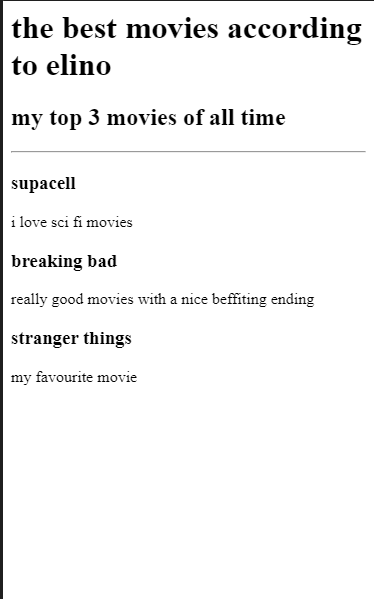 the best movies according
to elino
my top 3 movies of all time
supacell
i love sci fi movies
breaking bad
really good movies with a nice beffiting ending
stranger things
my favourite movie